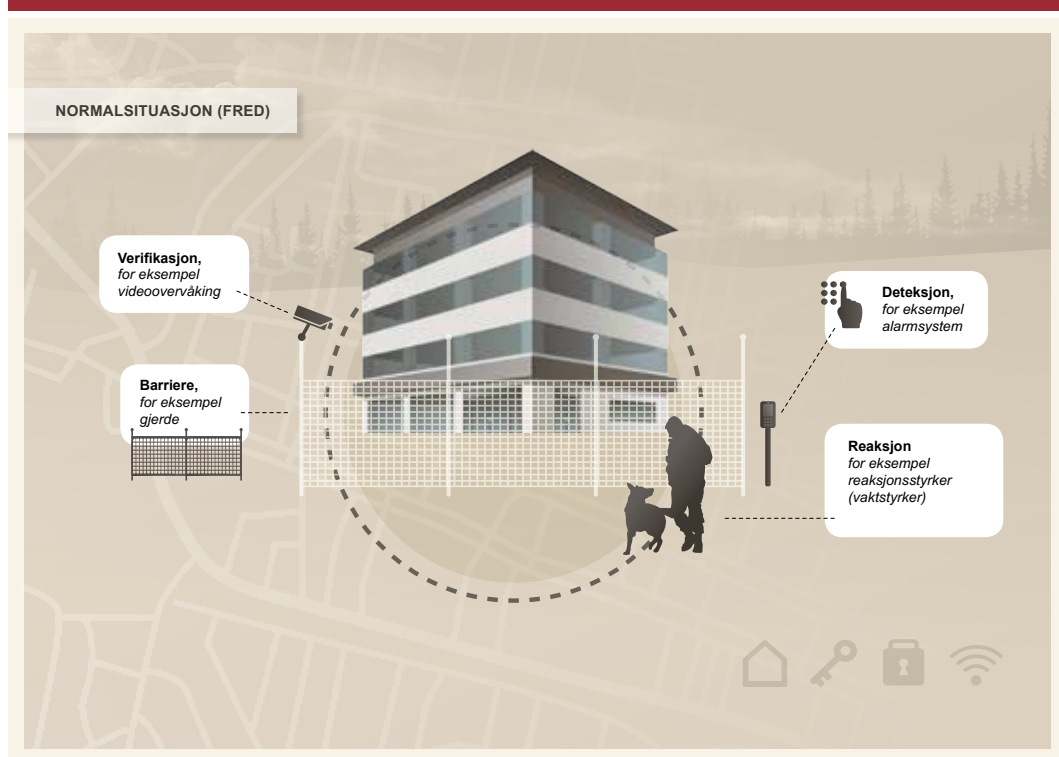 NORMALSITUASJON (FRED)
Verifikasjon,
for eksempel
videoovervåking
Barriere,
for eksempel
gjerde
Deteksjon,
for eksempel
alarmsystem
Reaksjon
for eksempel
reaksjonsstyrker
(vaktstyrker)